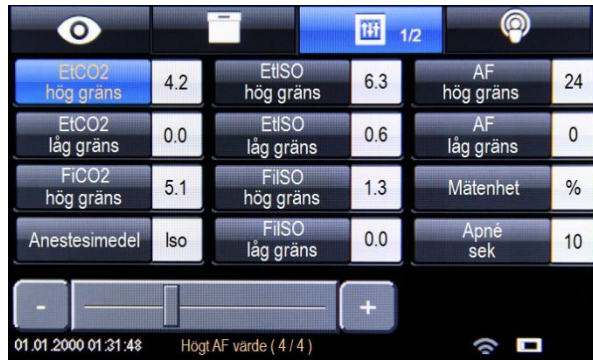 1/2
EtCO2
hög gräns
4.2
EtISO
hög gräns
6.3
AF
hög gräns
24
EtCO2
låg gräns
0.0
EtISO
låg gräns
0.6
AF
låg gräns
0
FiCO2
hög gräns
5.1
FiISO
hög gräns
1.3
Mätenhet
%
Anestesimedel
Iso
FiISO
låg gräns
0.0
Apné
sek
10
-
+
01.01.2000 01:31:48
Högt AF värde ( 4 / 4 )